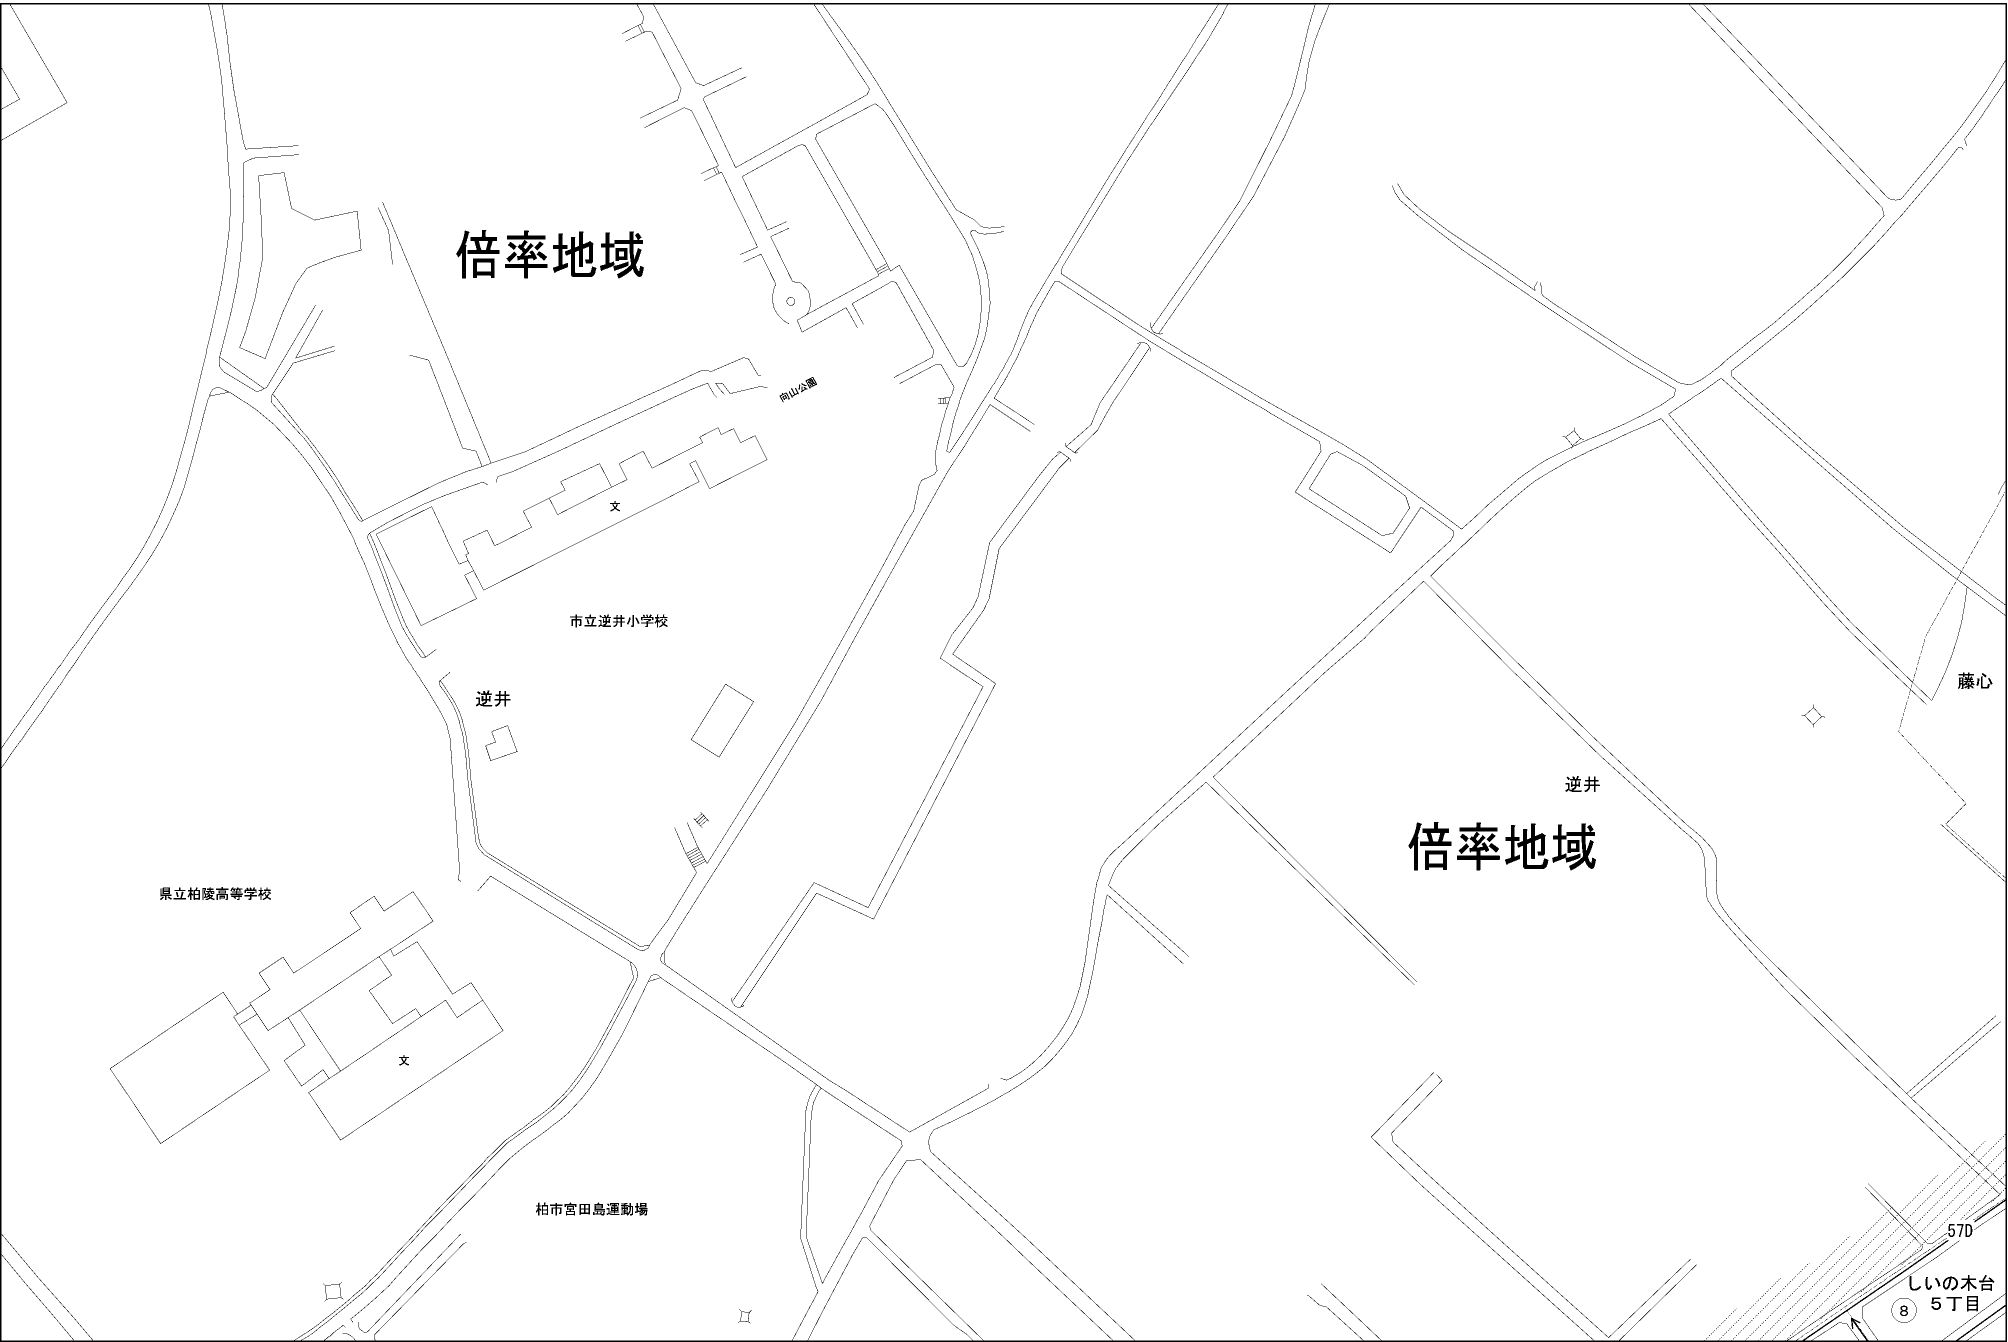 倍率地域
向山公園
文
市立逆井小学校
逆井
藤心
逆井
倍率地域
県立柏陵高等学校
文
柏市宮田島運動場
57D
しいの木台
8 5丁目